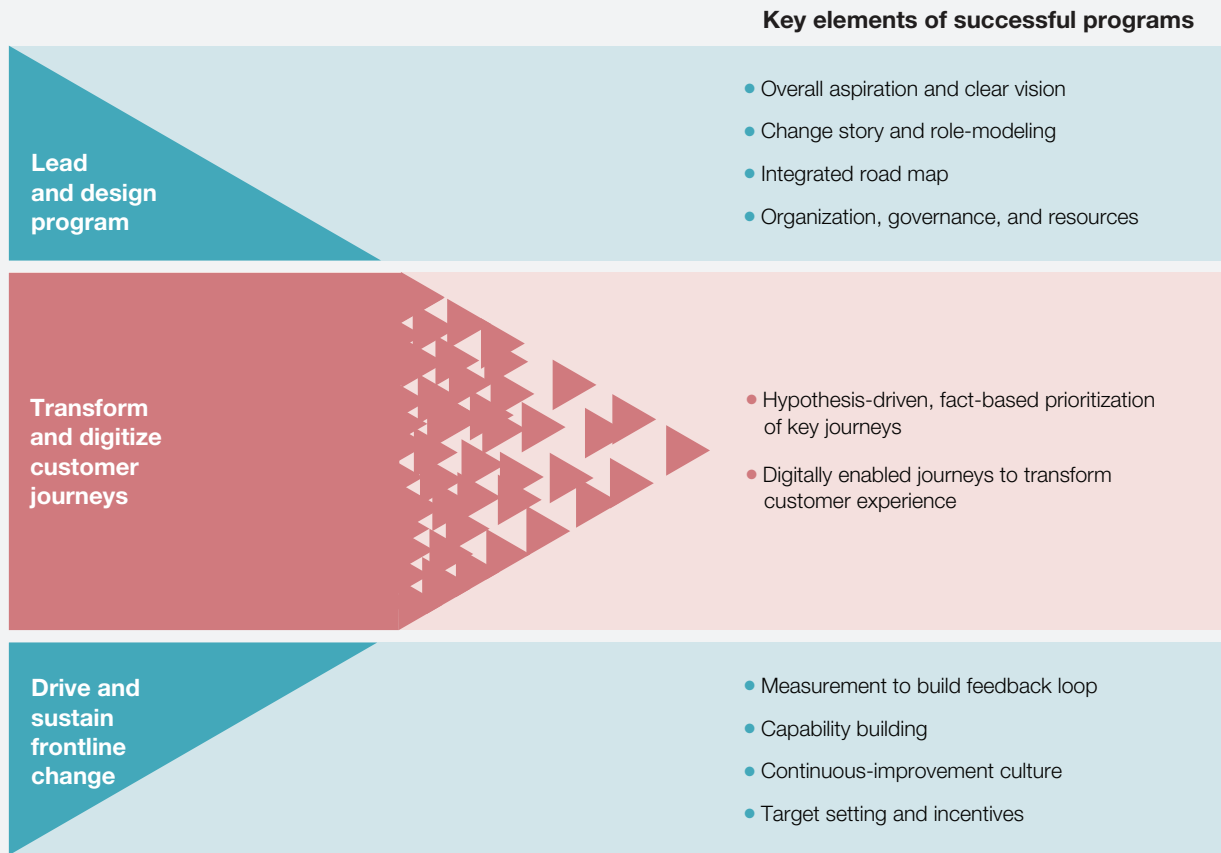 Key elements of successful programs
Lead
and design
program
• Overall aspiration and clear vision
• Change story and role-modeling
• Integrated road map
• Organization, governance, and resources
Transform
and digitize
customer
journeys
• Hypothesis-driven, fact-based prioritization
of key journeys
• Digitally enabled journeys to transform
customer experience
Drive and
sustain
frontline
change
• Measurement to build feedback loop
• Capability building
• Continuous-improvement culture
• Target setting and incentives